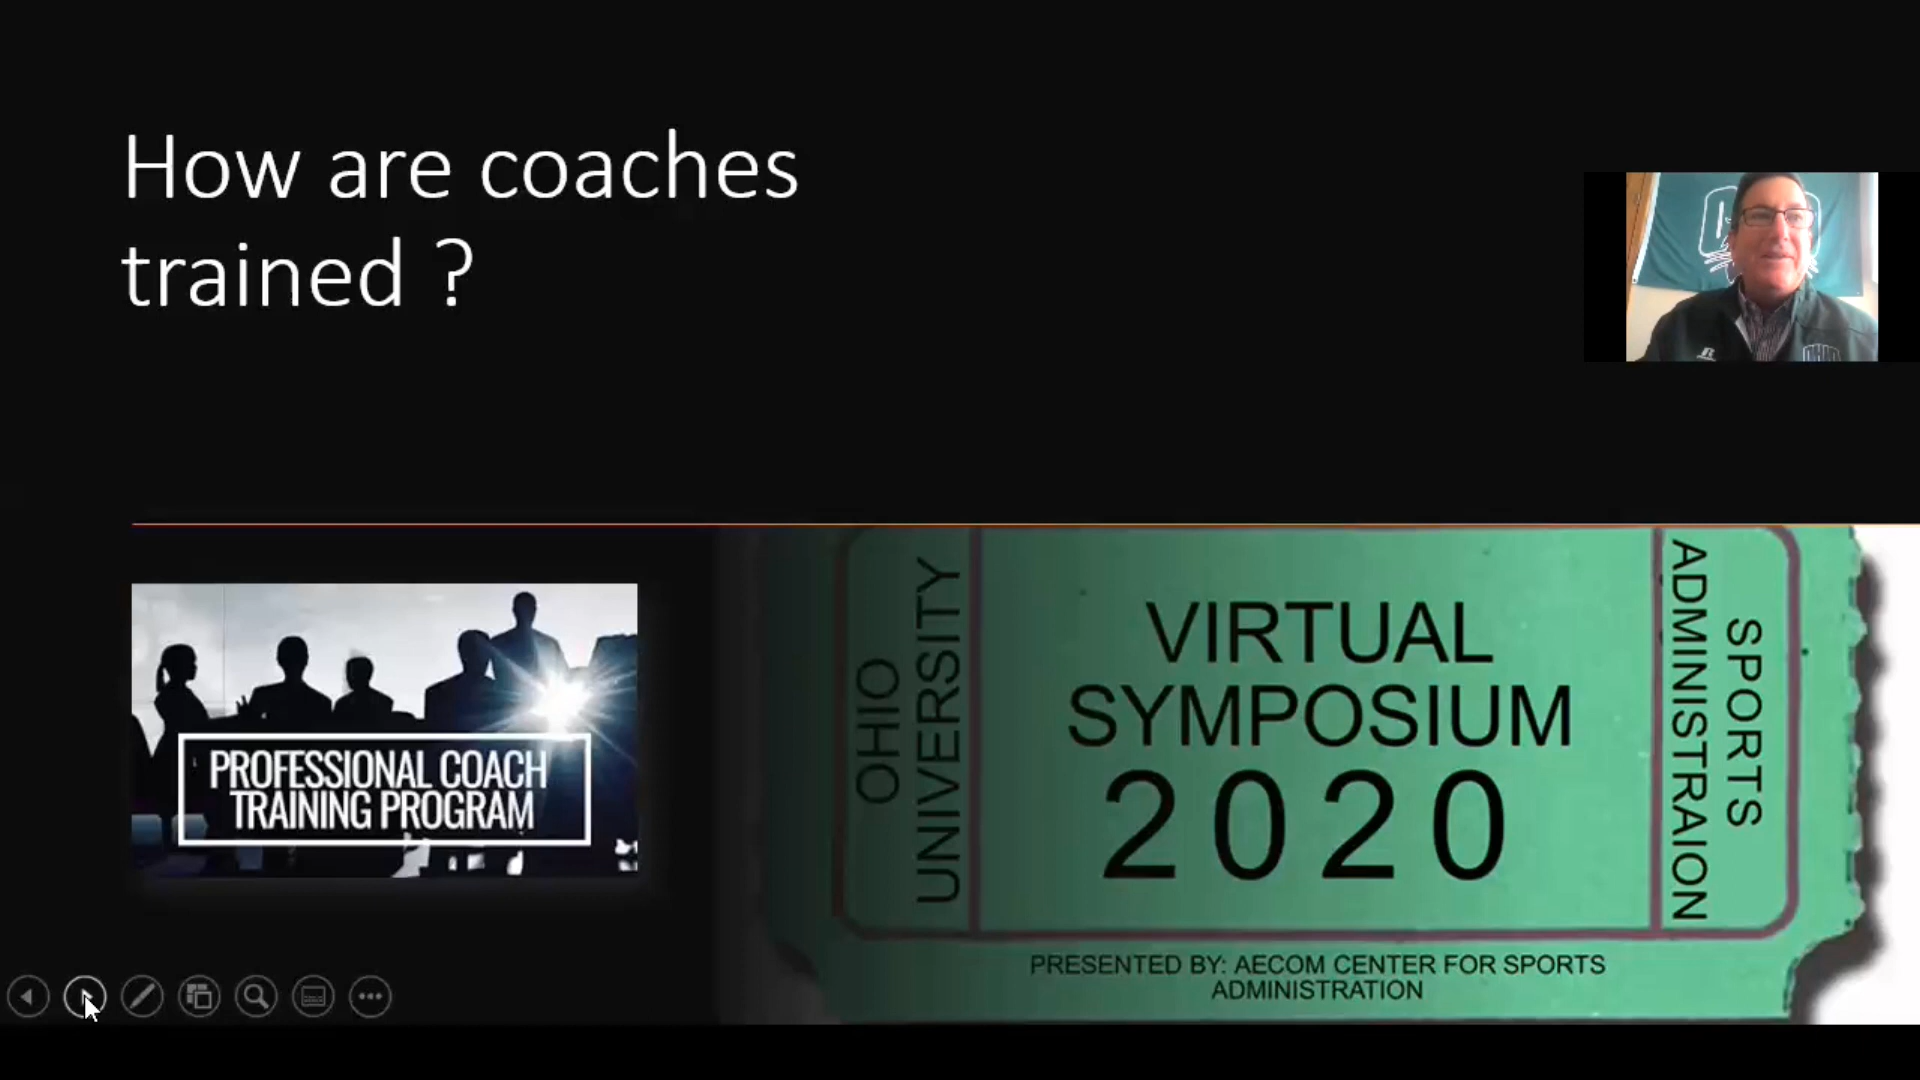 How are coaches
trained ?
PROFESSIONAL COACH
TRAINING PROGRAM
OHIO
UNIVERSITY
VIRTUAL
SYMPOSIUM
2020
SPORTS
ADMINISTRAION
PRESENTED BY: AECOM CENTER FOR SPORTS
ADMINISTRATION
OHIO